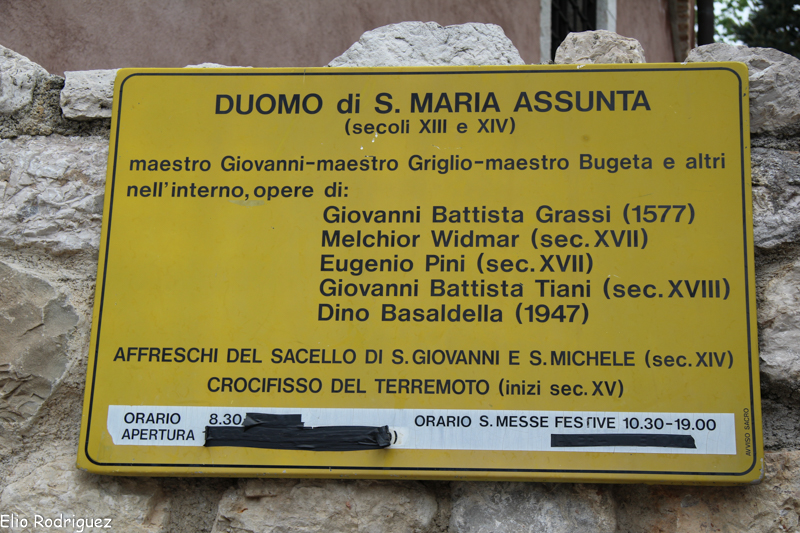 DUOMO di S. MARIA ASSUNTA
(secoli XIII e XIV)
maestro Giovanni-maestro Griglio-maestro Bugeta e altri
nell'interno, opere di:
Giovanni Battista Grassi (1577)
Melchior Widmar (sec. XVII)
Eugenio Pini (sec. XVII)
Giovanni Battista Tiani (sec. XVIII)
Dino Basaldella (1947)
AFFRESCHI DEL SACELLO DI S. GIOVANNI E S. MICHELE (sec. XIV)
CROCIFISSO DEL TERREMOTO (inizi sec. XV)
ORARIO APERTURA 8.30
ORARIO S. MESSE FESTIVE 10.30-19.00
AVVISO SACRO
Elio Rodriguez